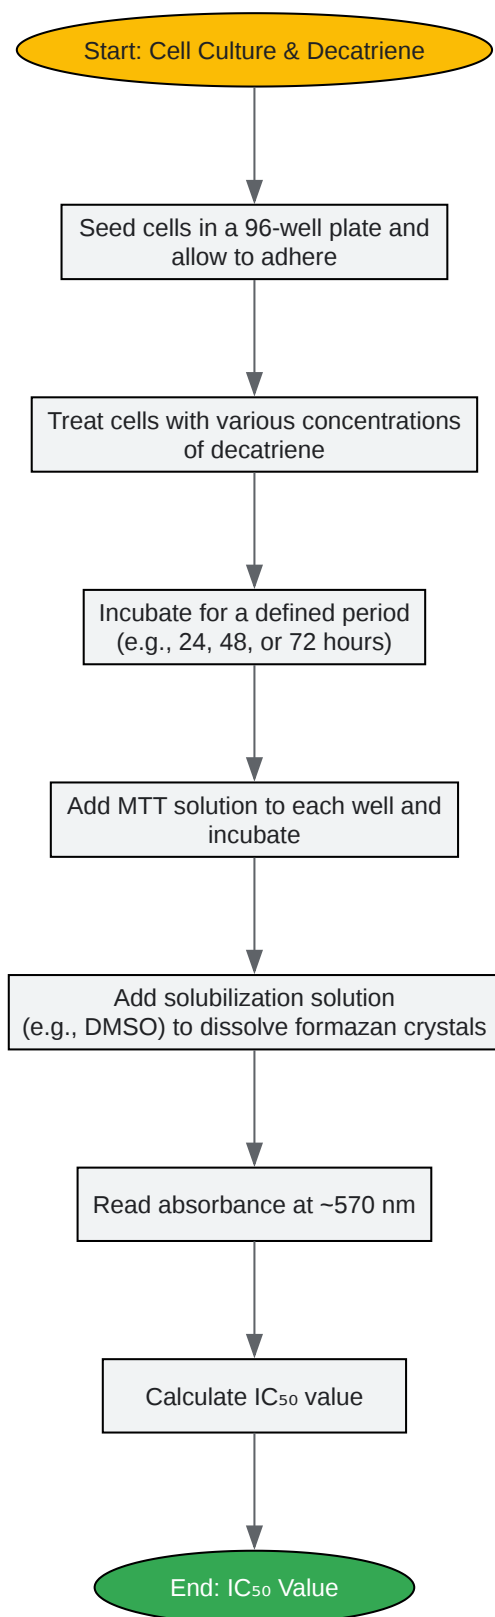 Start: Cell Culture & Decatriene
Seed cells in a 96-well plate and
allow to adhere
Treat cells with various concentrations
of decatriene
Incubate for a defined period
(e.g., 24, 48, or 72 hours)
Add MTT solution to each well and
incubate
Add solubilization solution
(e.g., DMSO) to dissolve formazan crystals
Read absorbance at ~570 nm
Calculate IC₅₀ value
End: IC₅₀ Value